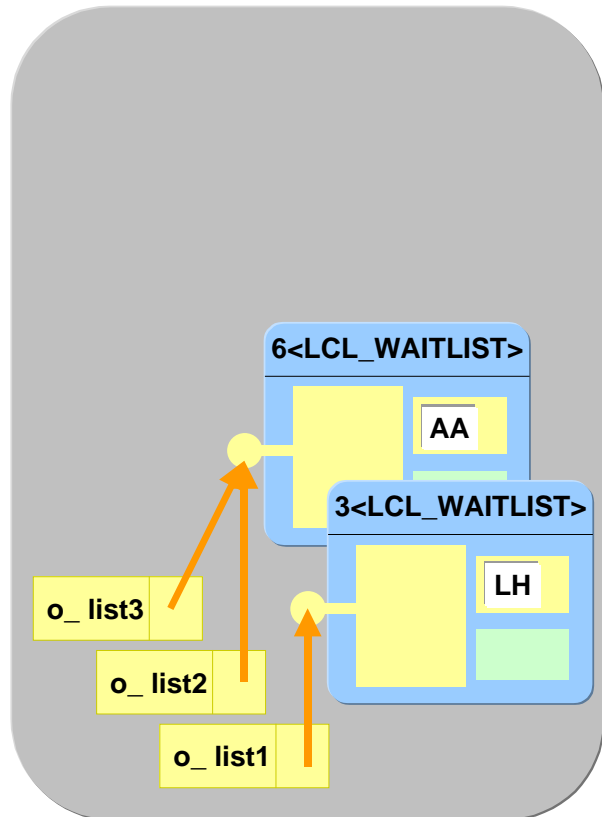 6<LCL_WAITLIST>
AA
3<LCL_WAITLIST>
LH
o_ list3
o_ list2
o_ list1